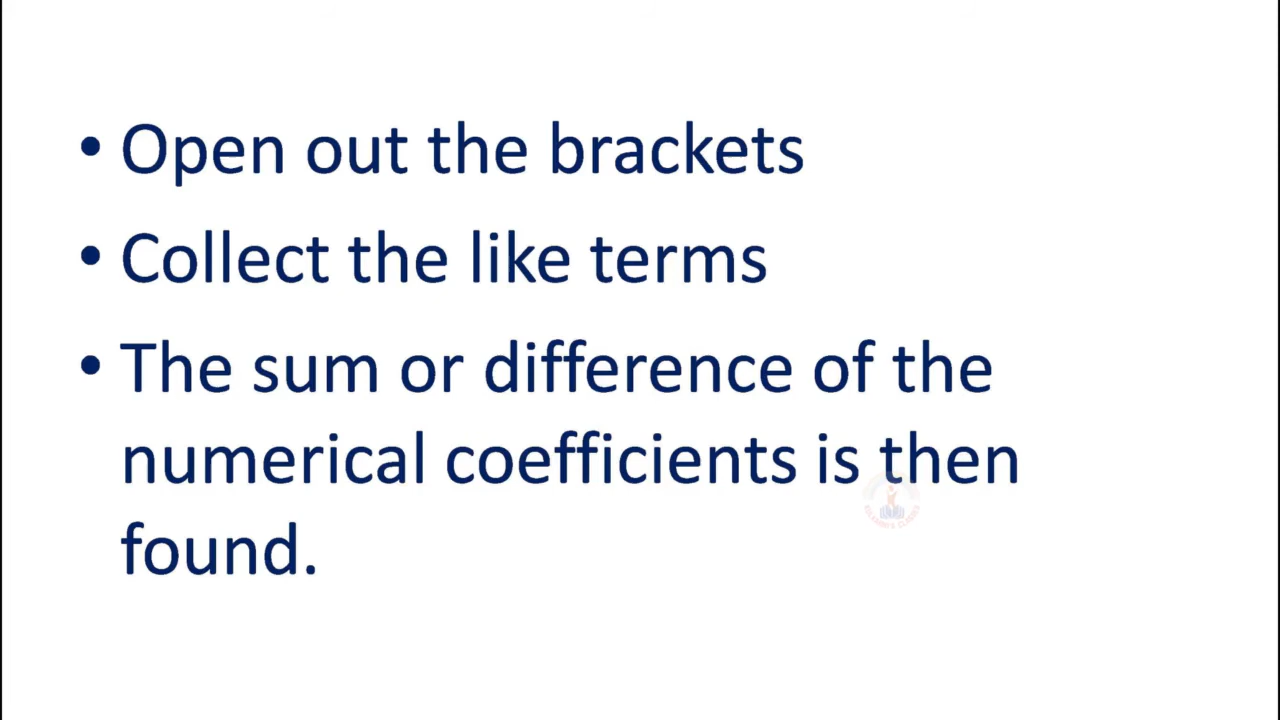 • Open out the brackets
• Collect the like terms
• The sum or difference of the
numerical coefficients is then
found.